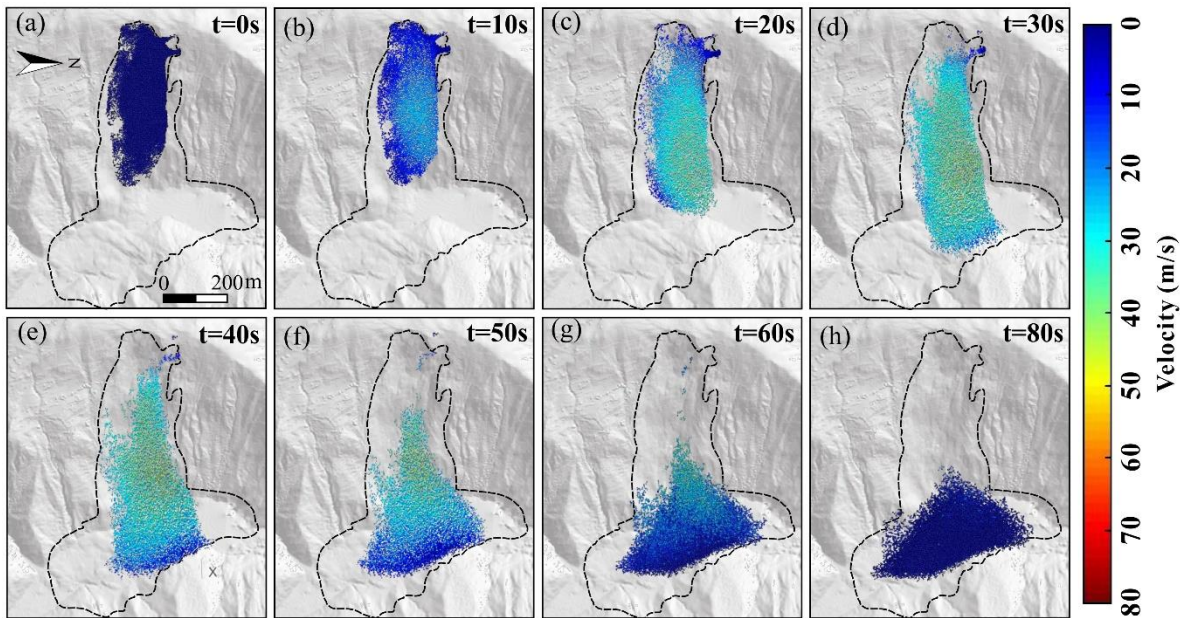 (a) t=0s
(b) t=10s
(c) t=20s
(d) t=30s
N
0 200 m
(e) t=40s
(f) t=50s
(g) t=60s
(h) t=80s
X
0
10
20
30
40
50
60
70
80
Velocity (m/s)